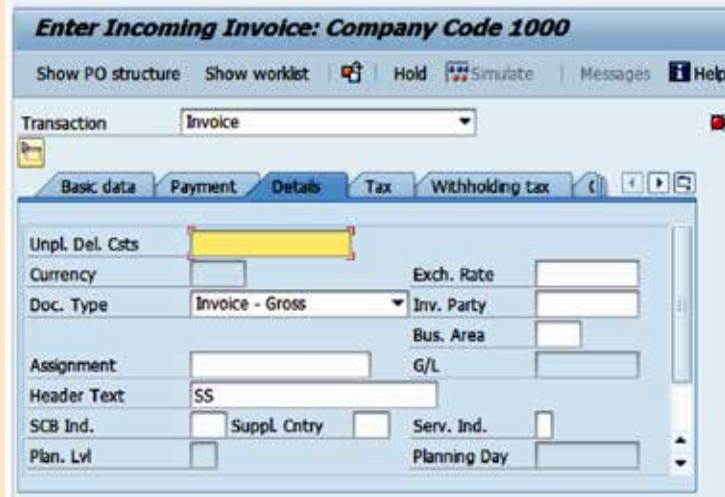 Enter Incoming Invoice: Company Code 1000
Show PO structure Show worklist Hold Simulate Messages Help
Transaction Invoice
Basic data Payment Details Tax Withholding tax
Unpl. Del. Csts
Currency Exch. Rate
Doc. Type Invoice - Gross Inv. Party
Bus. Area
Assignment G/L
Header Text SS
SCB Ind. Suppl. Cntry Serv. Ind.
Plan. Lvl Planning Day